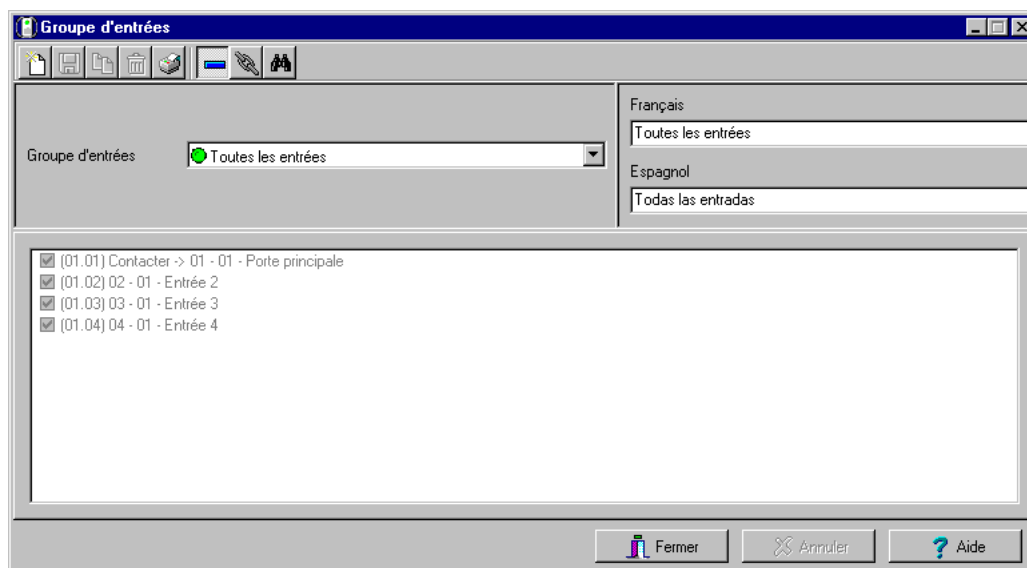 Groupe d'entrées
Groupe d'entrées
Toutes les entrées
Français
Toutes les entrées
Espagnol
Todas las entradas
(01.01) Contacter -> 01 - 01 - Porte principale
(01.02) 02 - 01 - Entrée 2
(01.03) 03 - 01 - Entrée 3
(01.04) 04 - 01 - Entrée 4
Fermer
Annuler
? Aide